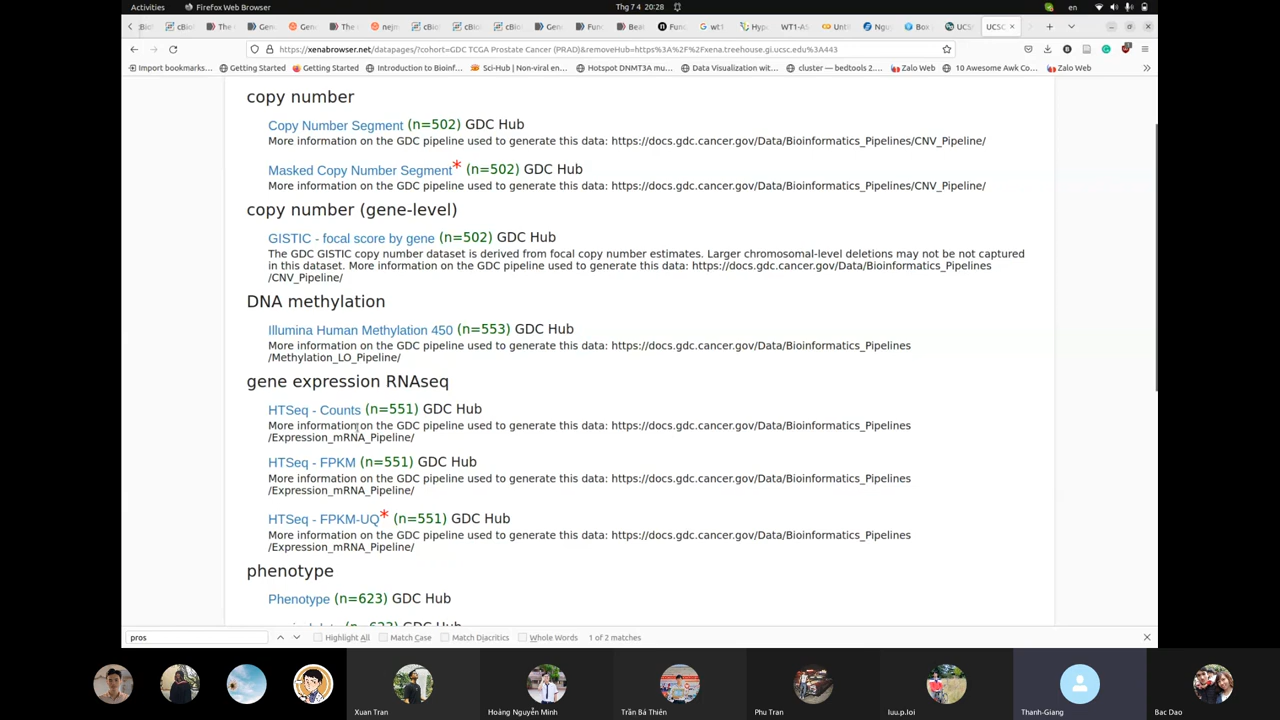 Activities
Firefox Web Browser
Thg 7 4 20:28
en
https://xenabrowser.net/datapages/?cohort=GDC TCGA Prostate Cancer (PRAD)&removeHub=https%3A%2F%2Fxena.treehouse.gi.ucsc.edu%3A443
Import bookmarks... Getting Started Getting Started Introduction to Bioinf... Sci-Hub | Non-viral en... Hotspot DNMT3A mu... Data Visualization wit... cluster — bedtools 2.... Zalo Web 10 Awesome Awk Co... Zalo Web
copy number
Copy Number Segment (n=502) GDC Hub
More information on the GDC pipeline used to generate this data: https://docs.gdc.cancer.gov/Data/Bioinformatics_Pipelines/CNV_Pipeline/
Masked Copy Number Segment* (n=502) GDC Hub
More information on the GDC pipeline used to generate this data: https://docs.gdc.cancer.gov/Data/Bioinformatics_Pipelines/CNV_Pipeline/
copy number (gene-level)
GISTIC - focal score by gene (n=502) GDC Hub
The GDC GISTIC copy number dataset is derived from focal copy number estimates. Larger chromosomal-level deletions may not be not captured
in this dataset. More information on the GDC pipeline used to generate this data: https://docs.gdc.cancer.gov/Data/Bioinformatics_Pipelines
/CNV_Pipeline/
DNA methylation
Illumina Human Methylation 450 (n=553) GDC Hub
More information on the GDC pipeline used to generate this data: https://docs.gdc.cancer.gov/Data/Bioinformatics_Pipelines
/Methylation_LO_Pipeline/
gene expression RNAseq
HTSeq - Counts (n=551) GDC Hub
More information on the GDC pipeline used to generate this data: https://docs.gdc.cancer.gov/Data/Bioinformatics_Pipelines
/Expression_mRNA_Pipeline/
HTSeq - FPKM (n=551) GDC Hub
More information on the GDC pipeline used to generate this data: https://docs.gdc.cancer.gov/Data/Bioinformatics_Pipelines
/Expression_mRNA_Pipeline/
HTSeq - FPKM-UQ* (n=551) GDC Hub
More information on the GDC pipeline used to generate this data: https://docs.gdc.cancer.gov/Data/Bioinformatics_Pipelines
/Expression_mRNA_Pipeline/
phenotype
Phenotype (n=623) GDC Hub
pros
Highlight All Match Case Match Diacritics Whole Words 1 of 2 matches
Xuan Tran
Hoàng Nguyễn Minh
Trần Bá Thiên
Phu Tran
luu.p.loi
Thanh-Giang
Bac Dao